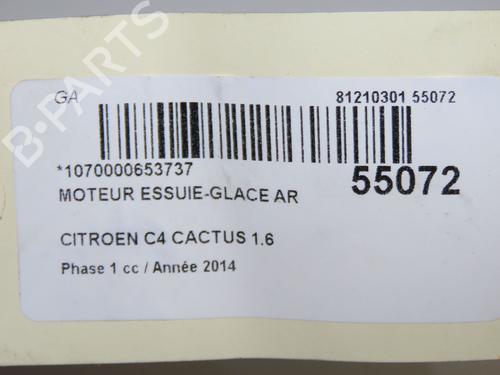 GA 81210301 55072
*1070000653737 55072
MOTEUR ESSUIE-GLACE AR
CITROEN C4 CACTUS 1.6
Phase 1 cc / Année 2014
B-PARTS